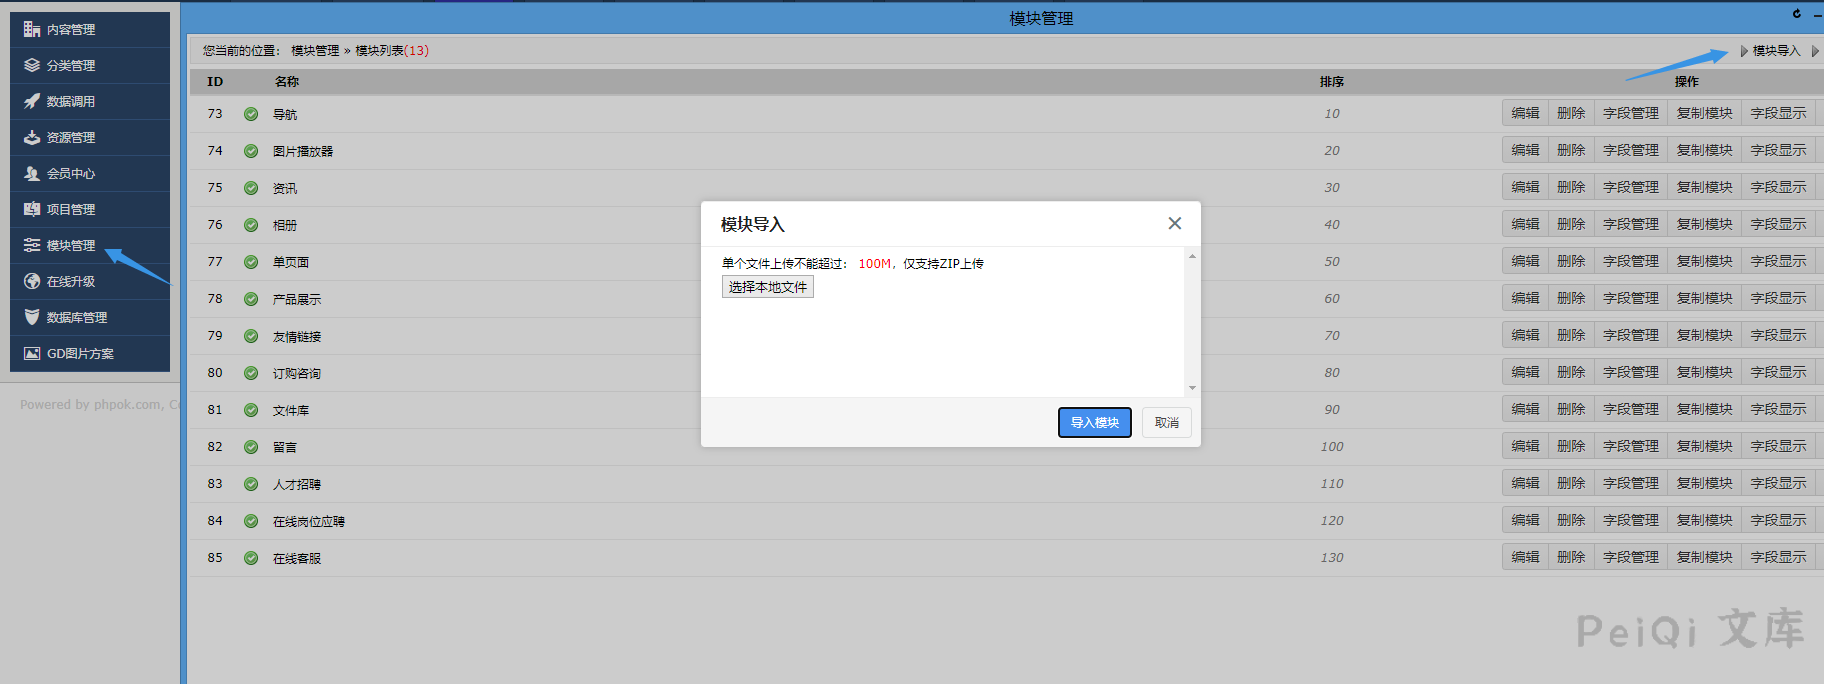 模块管理
内容管理
分类管理
数据调用
资源管理
会员中心
项目管理
模块管理
在线升级
数据库管理
GD图片方案
Powered by phpok.com, C
您当前的位置: 模块管理 » 模块列表(13)
模块导入
ID 名称 排序 操作
73 导航 10 编辑 删除 字段管理 复制模块 字段显示
74 图片播放器 20 编辑 删除 字段管理 复制模块 字段显示
75 资讯 30 编辑 删除 字段管理 复制模块 字段显示
76 相册 40 编辑 删除 字段管理 复制模块 字段显示
77 单页面 50 编辑 删除 字段管理 复制模块 字段显示
78 产品展示 60 编辑 删除 字段管理 复制模块 字段显示
79 友情链接 70 编辑 删除 字段管理 复制模块 字段显示
80 订购咨询 80 编辑 删除 字段管理 复制模块 字段显示
81 文件库 90 编辑 删除 字段管理 复制模块 字段显示
82 留言 100 编辑 删除 字段管理 复制模块 字段显示
83 人才招聘 110 编辑 删除 字段管理 复制模块 字段显示
84 在线岗位应聘 120 编辑 删除 字段管理 复制模块 字段显示
85 在线客服 130 编辑 删除 字段管理 复制模块 字段显示
模块导入
单个文件上传不能超过: 100M, 仅支持ZIP上传
选择本地文件
导入模块 取消
PeiQi 文库